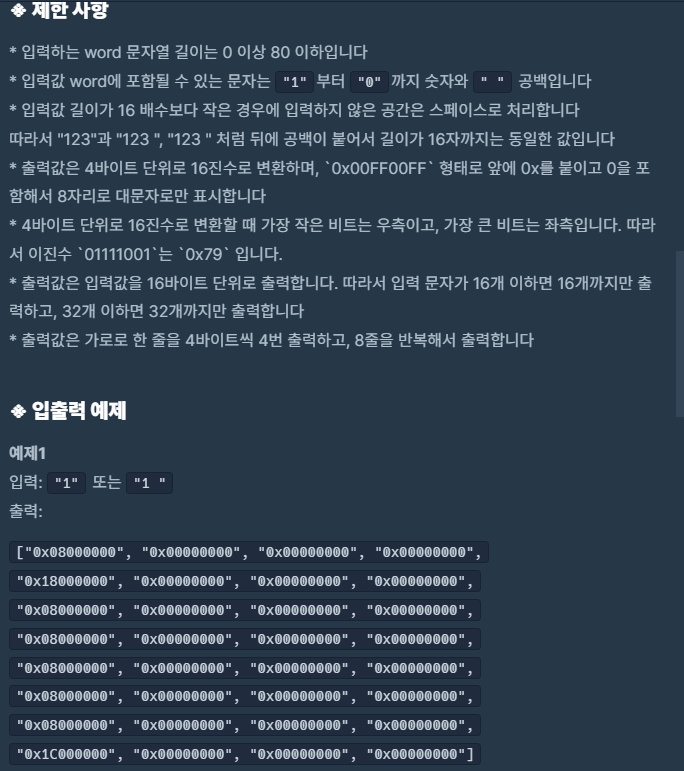 ❖ 제한 사항
* 입력하는 word 문자열 길이는 0 이상 80 이하입니다
* 입력값 word에 포함될 수 있는 문자는 "1" 부터 "0" 까지 숫자와 " " 공백입니다
* 입력값 길이가 16 배수보다 작은 경우에 입력하지 않은 공간은 스페이스로 처리합니다
따라서 "123"과 "123 ", "123 " 처럼 뒤에 공백이 붙어서 길이가 16자까지는 동일한 값입니다
* 출력값은 4바이트 단위로 16진수로 변환하며, `0x00FF00FF` 형태로 앞에 0x를 붙이고 0을 포
함해서 8자리로 대문자로만 표시합니다
* 4바이트 단위로 16진수로 변환할 때 가장 작은 비트는 우측이고, 가장 큰 비트는 좌측입니다. 따라
서 이진수 `01111001`는 `0x79` 입니다.
* 출력값은 입력값을 16바이트 단위로 출력합니다. 따라서 입력 문자가 16개 이하면 16개까지만 출
력하고, 32개 이하면 32개까지만 출력합니다
* 출력값은 가로로 한 줄을 4바이트씩 4번 출력하고, 8줄을 반복해서 출력합니다
❖ 입출력 예제
예제1
입력: "1" 또는 "1 "
출력:
["0x08000000", "0x00000000", "0x00000000", "0x00000000",
"0x18000000", "0x00000000", "0x00000000", "0x00000000",
"0x08000000", "0x00000000", "0x00000000", "0x00000000",
"0x08000000", "0x00000000", "0x00000000", "0x00000000",
"0x08000000", "0x00000000", "0x00000000", "0x00000000",
"0x08000000", "0x00000000", "0x00000000", "0x00000000",
"0x08000000", "0x00000000", "0x00000000", "0x00000000",
"0x1C000000", "0x00000000", "0x00000000", "0x00000000"]